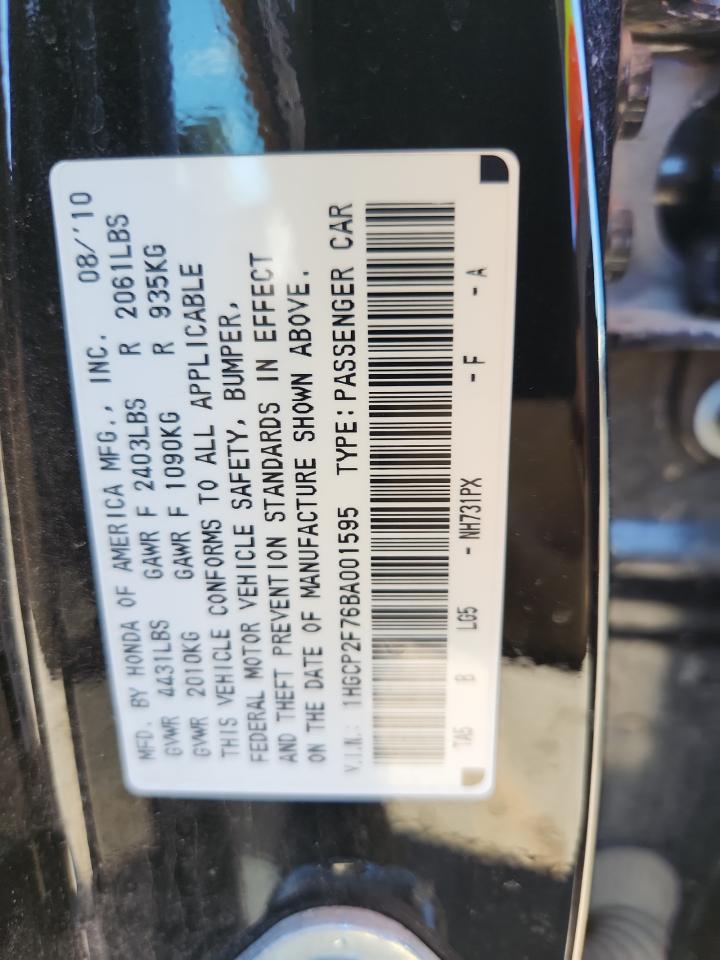 MFD. BY HONDA OF AMERICA MFG., INC. 08/'10
GVWR 4431LBS GAWR F 2403LBS R 2061LBS
GVWR 2010KG GAWR F 1090KG R 935KG
THIS VEHICLE CONFORMS TO ALL APPLICABLE
FEDERAL MOTOR VEHICLE SAFETY, BUMPER,
AND THEFT PREVENTION STANDARDS IN EFFECT
ON THE DATE OF MANUFACTURE SHOWN ABOVE.
V.I.N.: 1HGCP2F76BA001595 TYPE:PASSENGER CAR
TA5 B LG5 - NH731PX - F - A